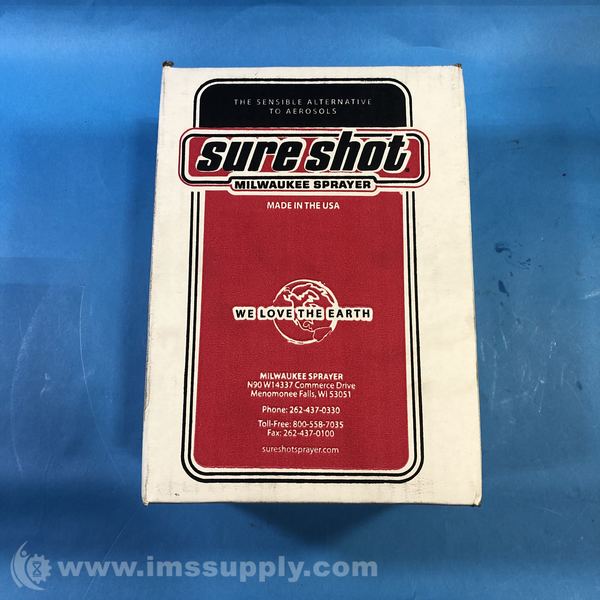 THE SENSIBLE ALTERNATIVE
TO AEROSOLS
sure shot®
MILWAUKEE SPRAYER
MADE IN THE USA
WE LOVE THE EARTH
MILWAUKEE SPRAYER
N90 W14337 Commerce Drive
Menomonee Falls, WI 53051
Phone: 262-437-0330
Toll-Free: 800-558-7035
Fax: 262-437-0100
sureshotsprayer.com
www.imssupply.com